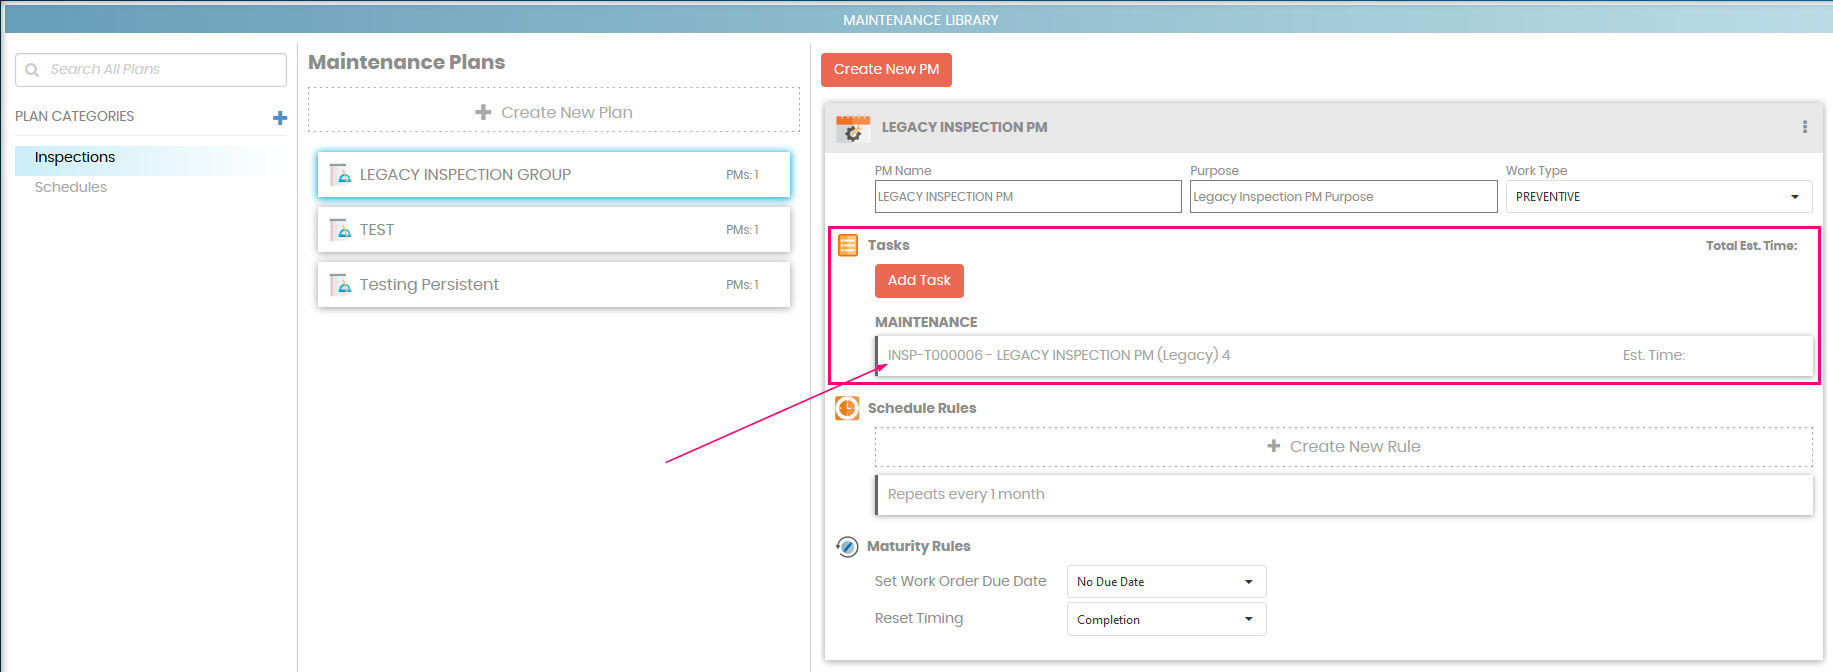 MAINTENANCE LIBRARY
Search All Plans
PLAN CATEGORIES
Inspections
Schedules
Maintenance Plans
Create New Plan
LEGACY INSPECTION GROUP PMs: 1
TEST PMs: 1
Testing Persistent PMs: 1
Create New PM
LEGACY INSPECTION PM
PM Name Purpose Work Type
LEGACY INSPECTION PM Legacy Inspection PM Purpose PREVENTIVE
Tasks Total Est. Time:
Add Task
MAINTENANCE
INSP-T000006 - LEGACY INSPECTION PM (Legacy) 4 Est. Time:
Schedule Rules
Create New Rule
Repeats every 1 month
Maturity Rules
Set Work Order Due Date No Due Date
Reset Timing Completion